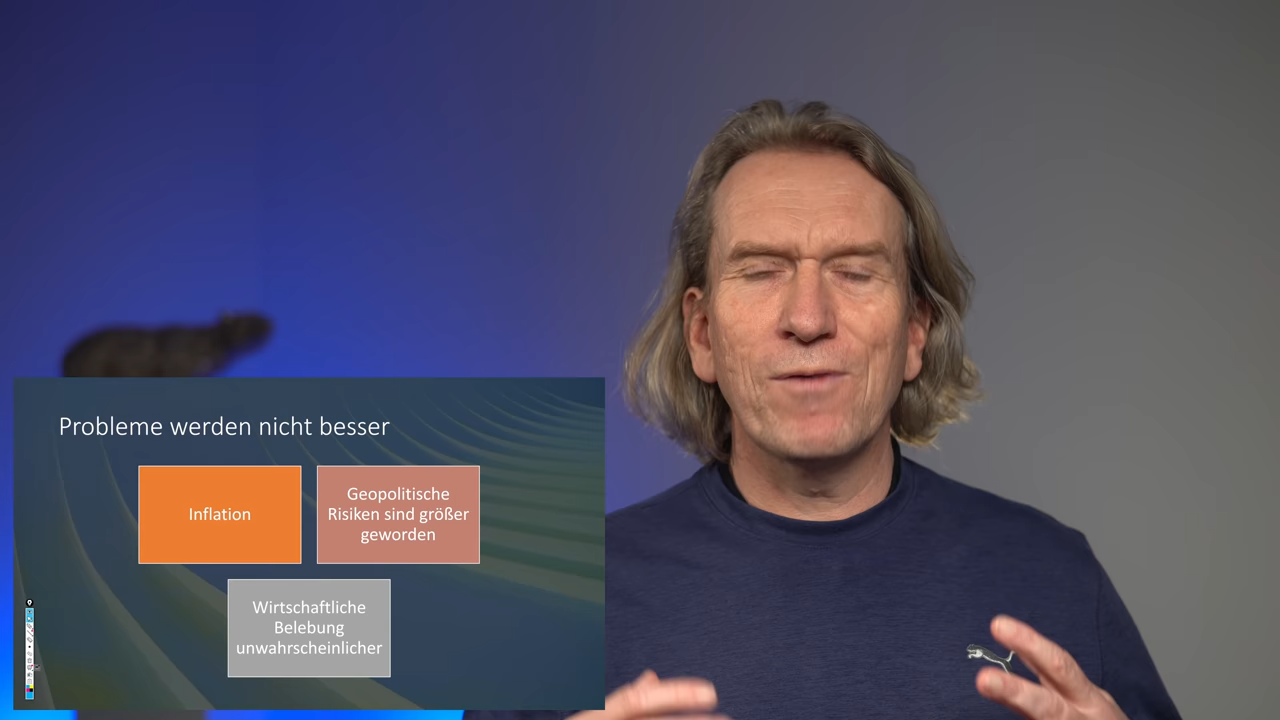 Probleme werden nicht besser
Inflation
Geopolitische
Risiken sind größer
geworden
Wirtschaftliche
Belebung
unwahrscheinlicher